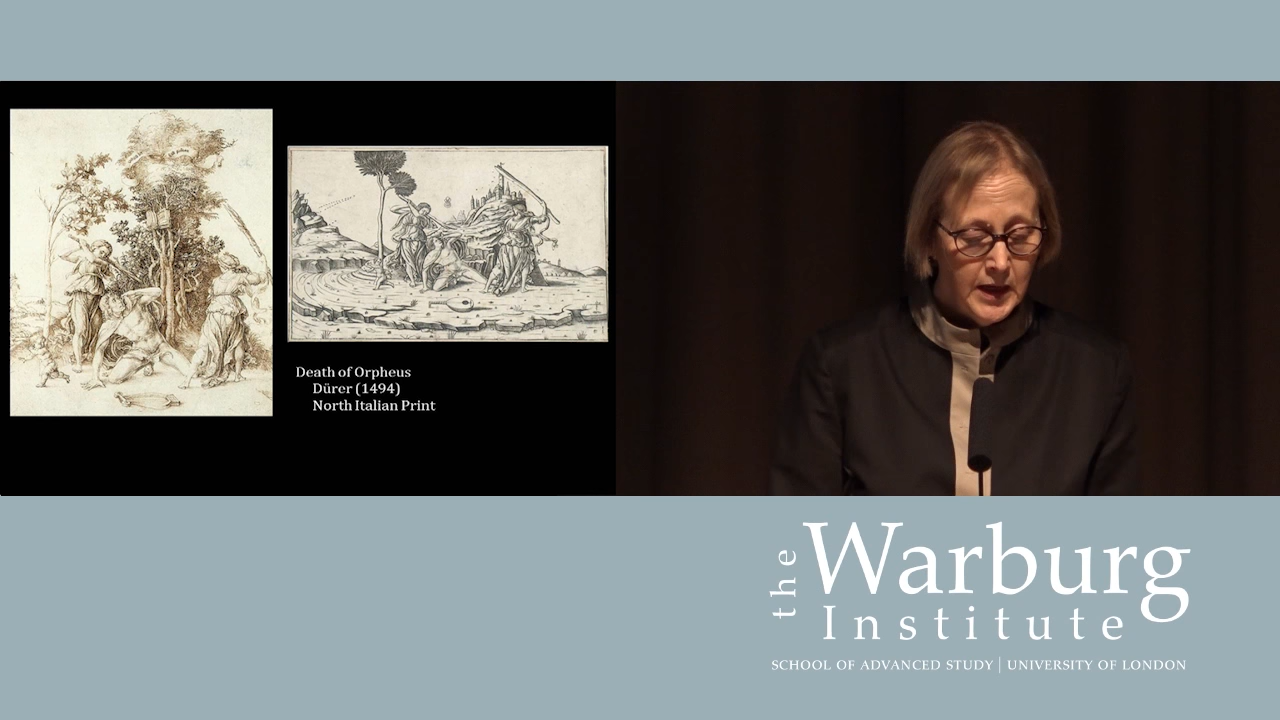 Death of Orpheus
Dürer (1494)
North Italian Print
the Warburg
Institute
SCHOOL OF ADVANCED STUDY | UNIVERSITY OF LONDON